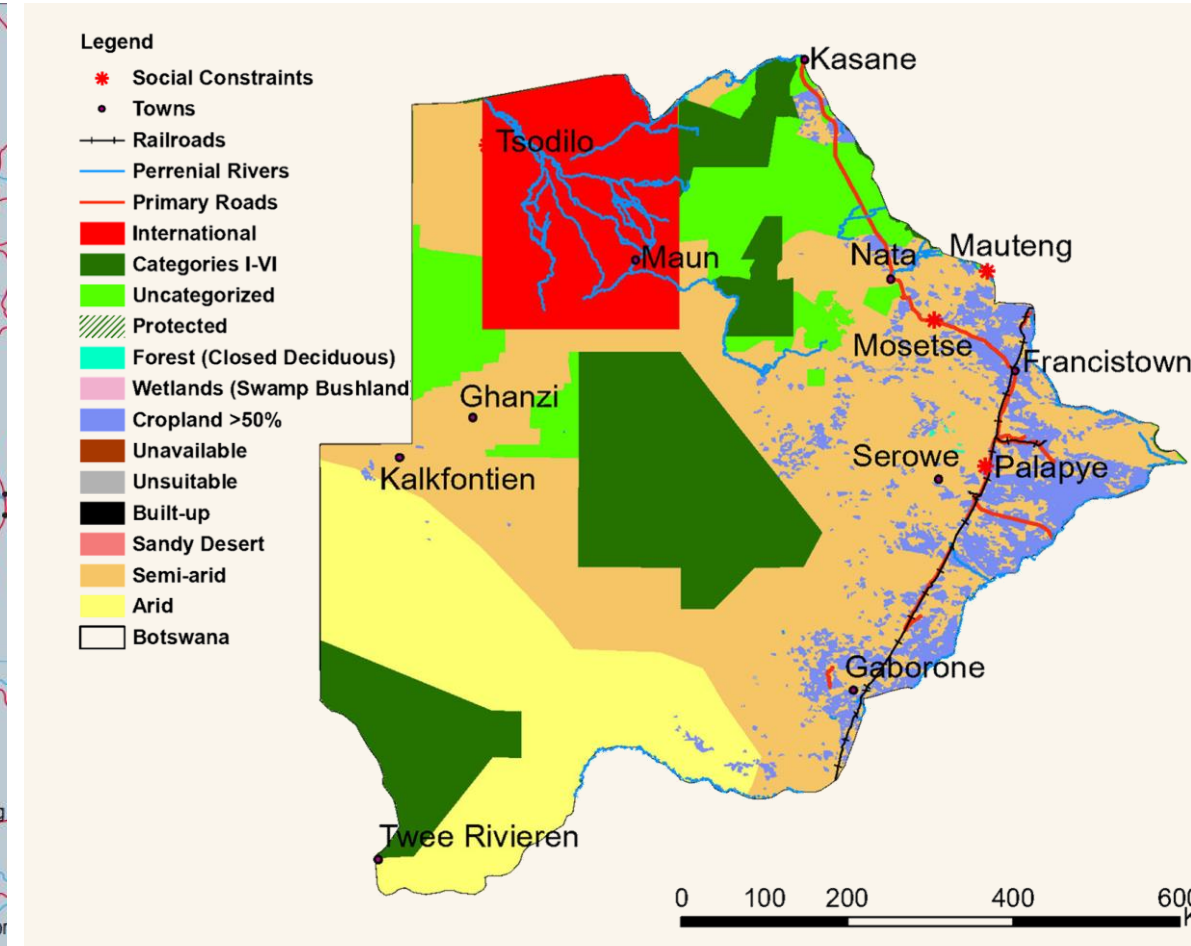 Legend
Social Constraints
Towns
Railroads
Perrenial Rivers
Primary Roads
International
Categories I-VI
Uncategorized
Protected
Forest (Closed Deciduous)
Wetlands (Swamp Bushland
Cropland >50%
Unavailable
Unsuitable
Built-up
Sandy Desert
Semi-arid
Arid
Botswana
Kasane
Tsodilo
Maun
Nata
Mauteng
Mosetse
Francistown
Ghanzi
Kalkfontien
Serowe
Palapye
Gaborone
Twee Rivieren
0 100 200 400 600